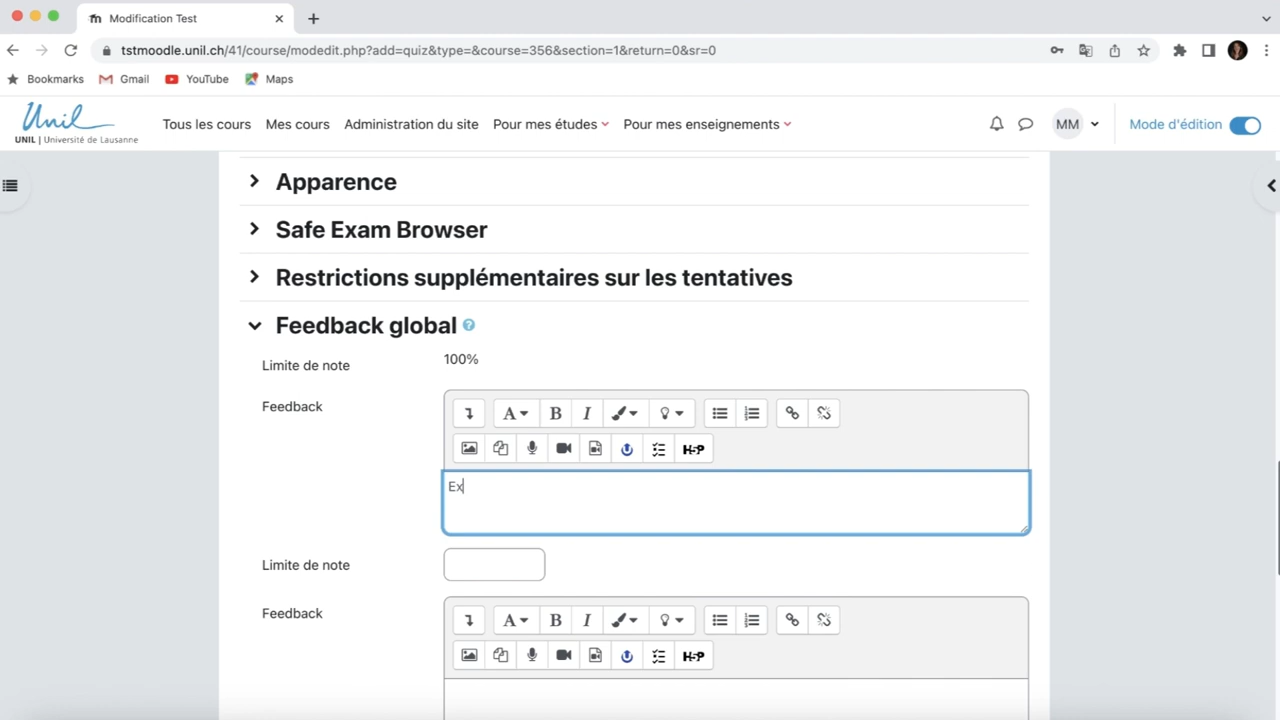 Modification Test
tstmoodle.unil.ch/41/course/modedit.php?add=quiz&type=&course=356&section=1&return=0&sr=0
Bookmarks Gmail YouTube Maps
Unil
UNIL | Université de Lausanne
Tous les cours Mes cours Administration du site Pour mes études Pour mes enseignements MM Mode d'édition
Apparence
Safe Exam Browser
Restrictions supplémentaires sur les tentatives
Feedback global
Limite de note 100%
Feedback
A B I
H5P
Ex
Limite de note
Feedback
A B I
H5P